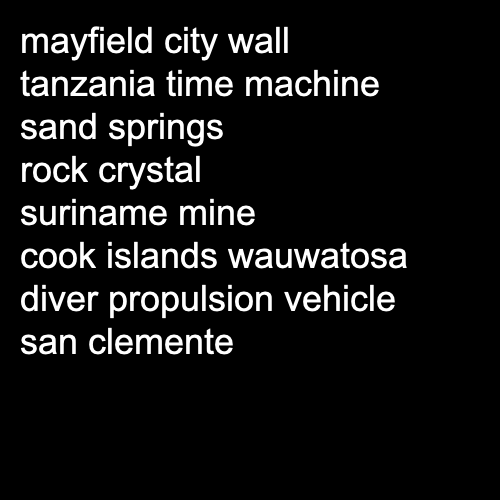 mayfield city wall
tanzania time machine
sand springs
rock crystal
suriname mine
cook islands wauwatosa
diver propulsion vehicle
san clemente